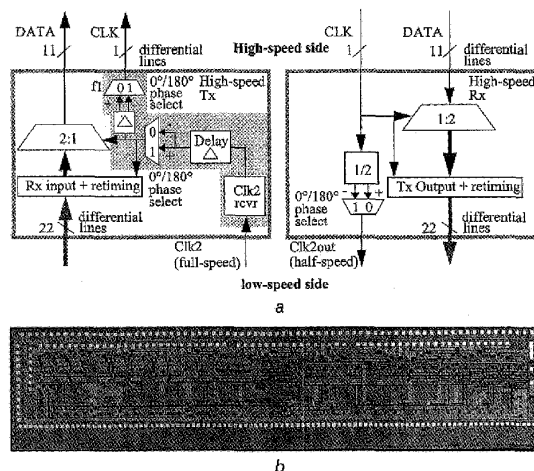 DATA
CLK
11
1
differential
lines
High-speed side
CLK
1
DATA
11
differential
lines
0°/180°
phase
select
High-speed
Tx
f1
0 1
+
2:1
0
1
-
+
Delay
△
△
Rx input + retiming
0°/180°
phase
select
Clk2
rcvr
22
differential
lines
Clk2
(full-speed)
High-speed
Rx
1:2
1/2
0°/180°
phase
select
-
+
1 0
Tx Output + retiming
Clk2out
(half-speed)
22
differential
lines
low-speed side
a
b